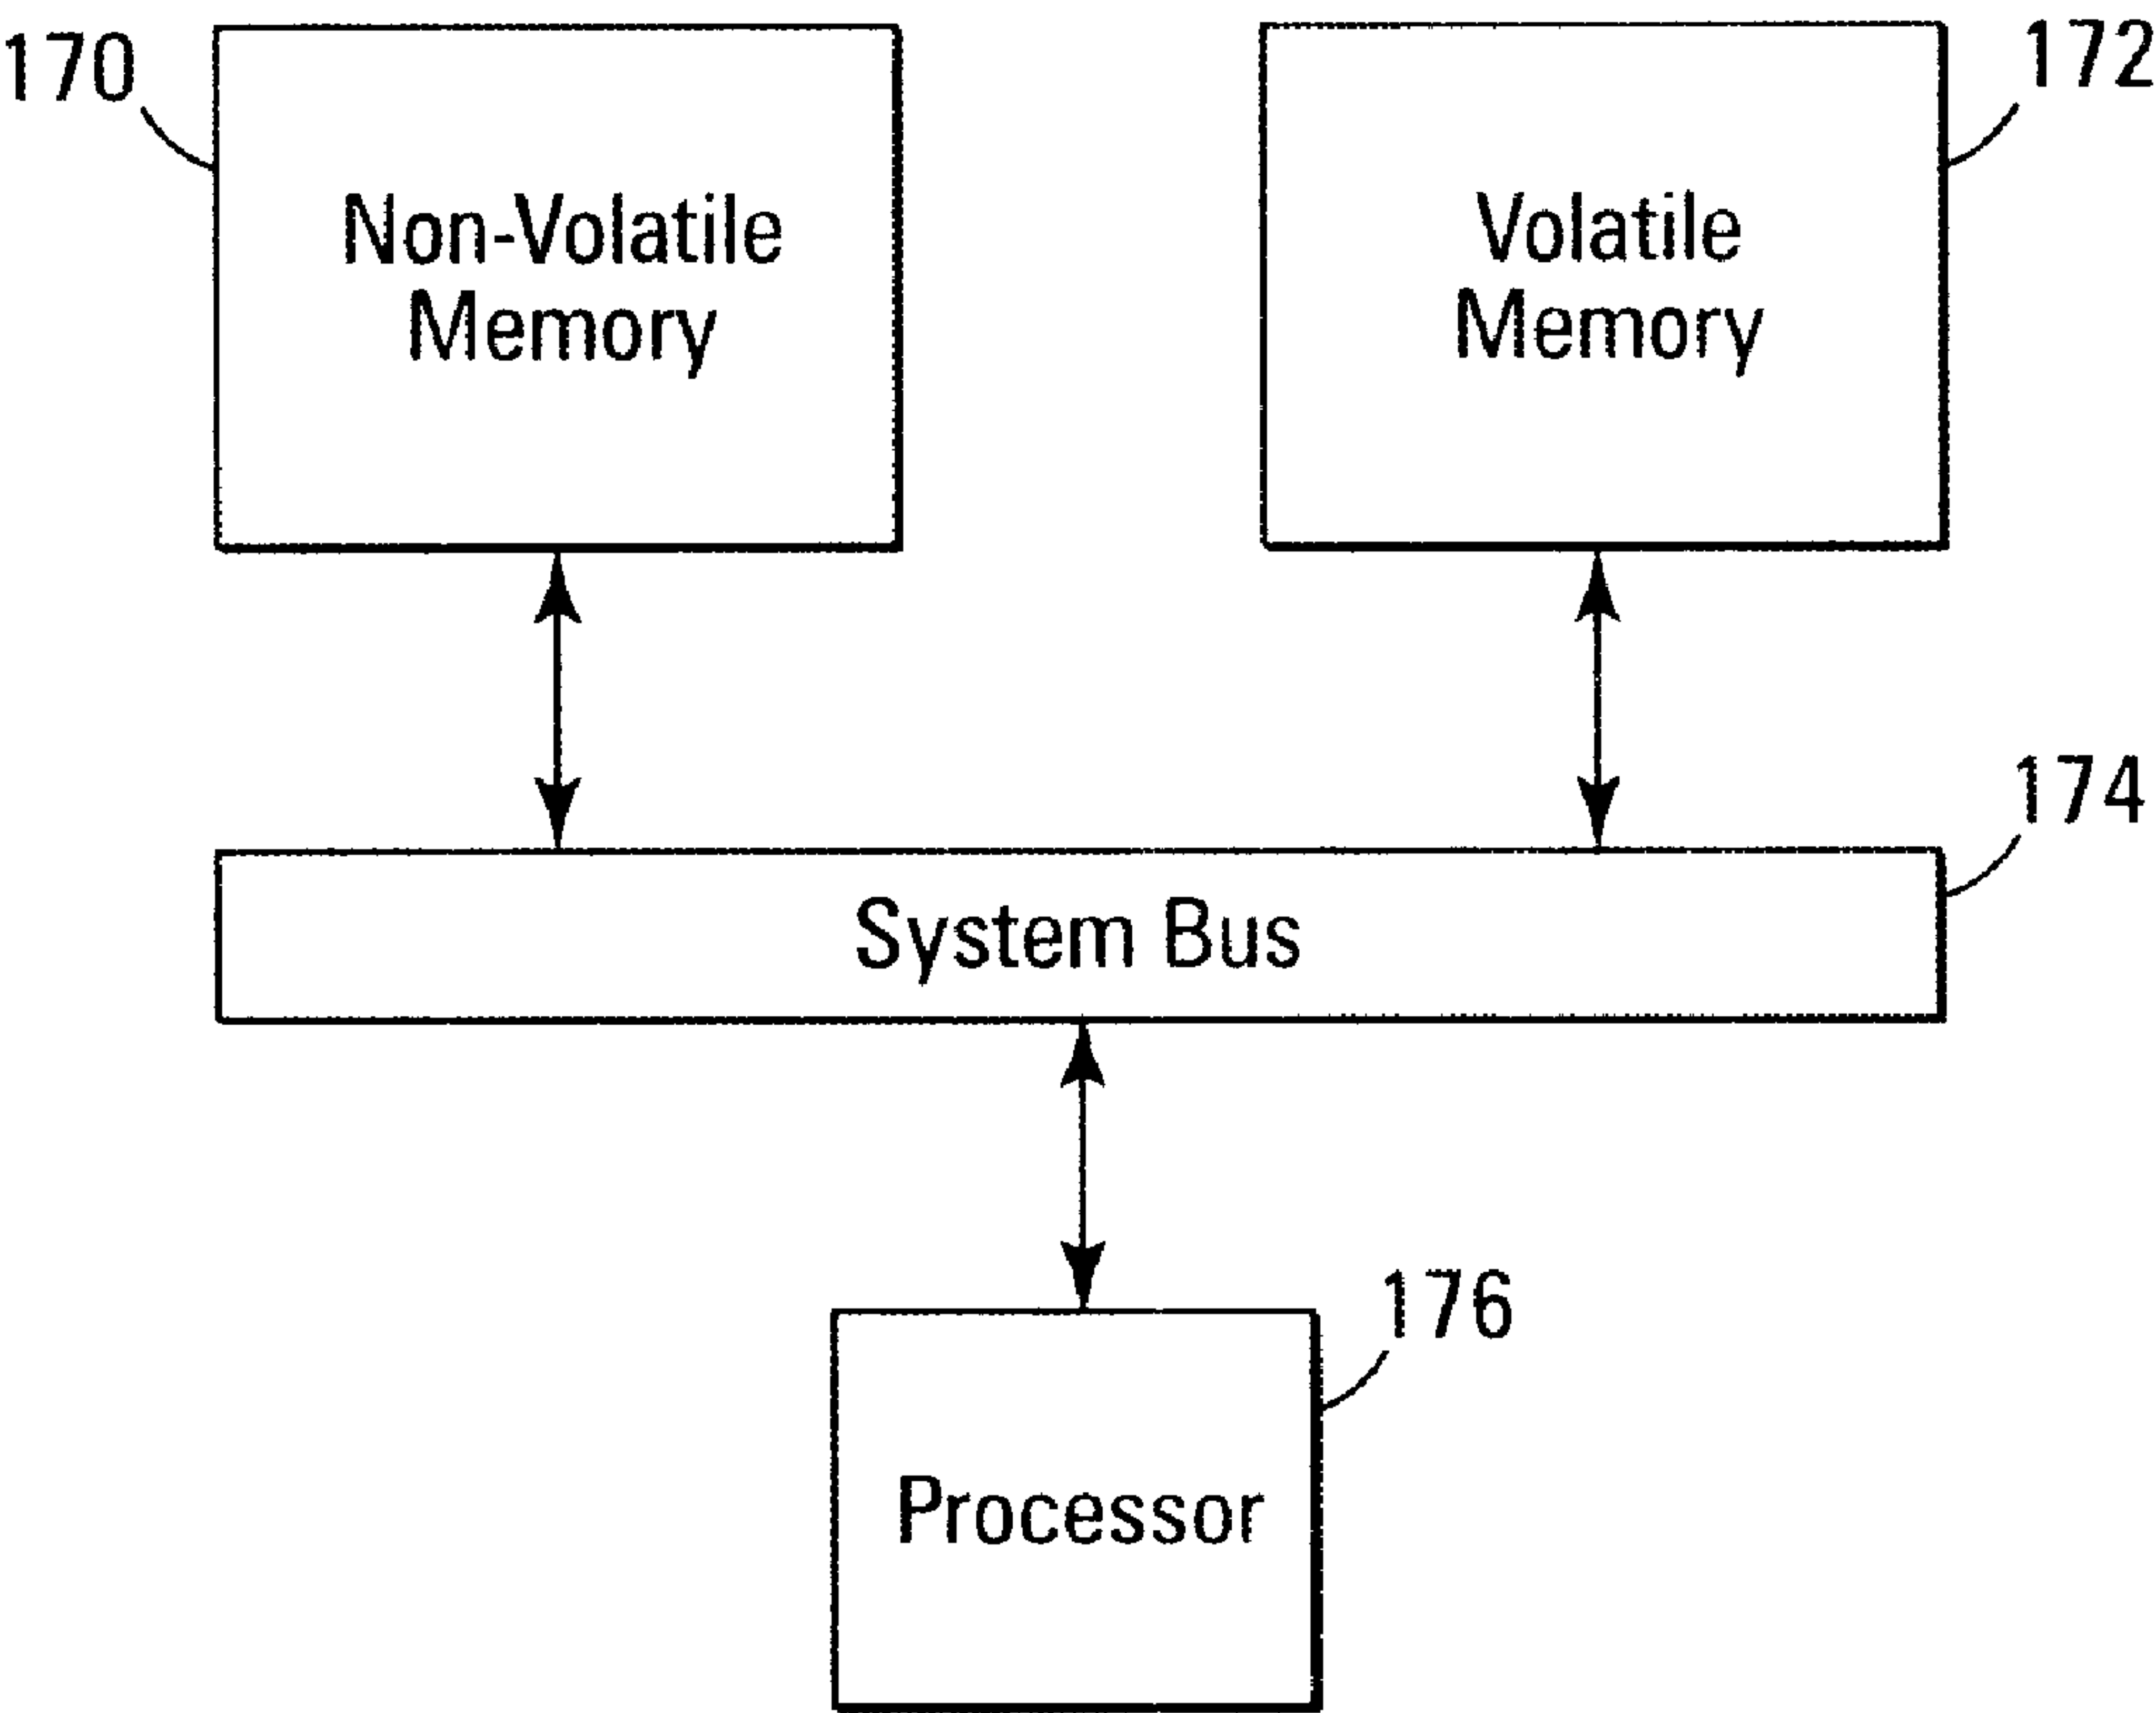 170
172
Non-Volatile
Memory
Volatile
Memory
174
System Bus
176
Processor